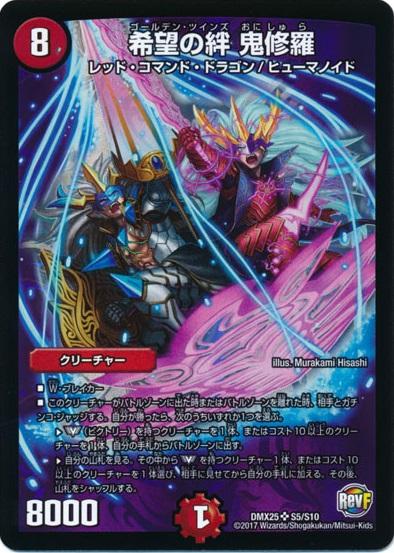 8
ゴールデン・ツインズ おにしゅら
希望の絆 鬼修羅
レッド・コマンド・ドラゴン / ヒューマノイド
illus. Murakami Hisashi
クリーチャー
■ W・ブレイカー
■ このクリーチャーがバトルゾーンに出た時またはバトルゾーンを離れた時、相手とガチ
ンコ・ジャッジする。自分が勝ったら、次のうちいずれか1つを選ぶ。
▶ V (ビクトリー)を持つクリーチャーを1体、またはコスト10以上のクリー
チャーを1体、自分の手札からバトルゾーンに出す。
▶ 自分の山札を見る。その中から V を持つクリーチャーを1体、またはコスト10
以上のクリーチャーを1体選び、相手に見せてから自分の手札に加える。その後、
山札をシャッフルする。
8000
1
RevF
DMX25 S5/S10
©2017 Wizards/Shogakukan/Mitsui-Kids